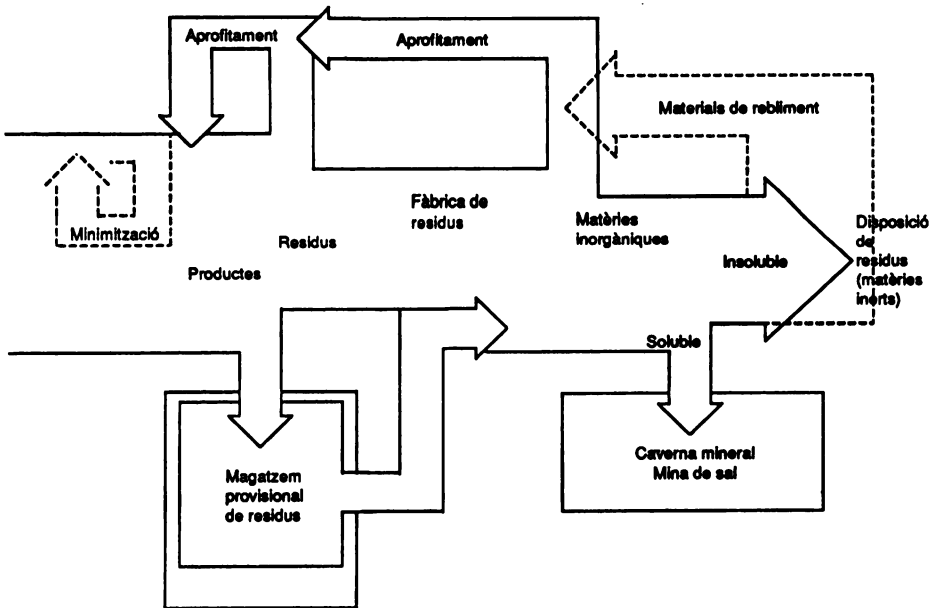 Aprofitament
Aprofitament
Materials de rebliment
Minimització
Fàbrica de
residus
Residus
Productes
Matèries
inorgàniques
Insoluble
Disposició
de
residus
(matèries
inerts)
Soluble
Caverna mineral
Mina de sal
Magatzem
provisional
de residus